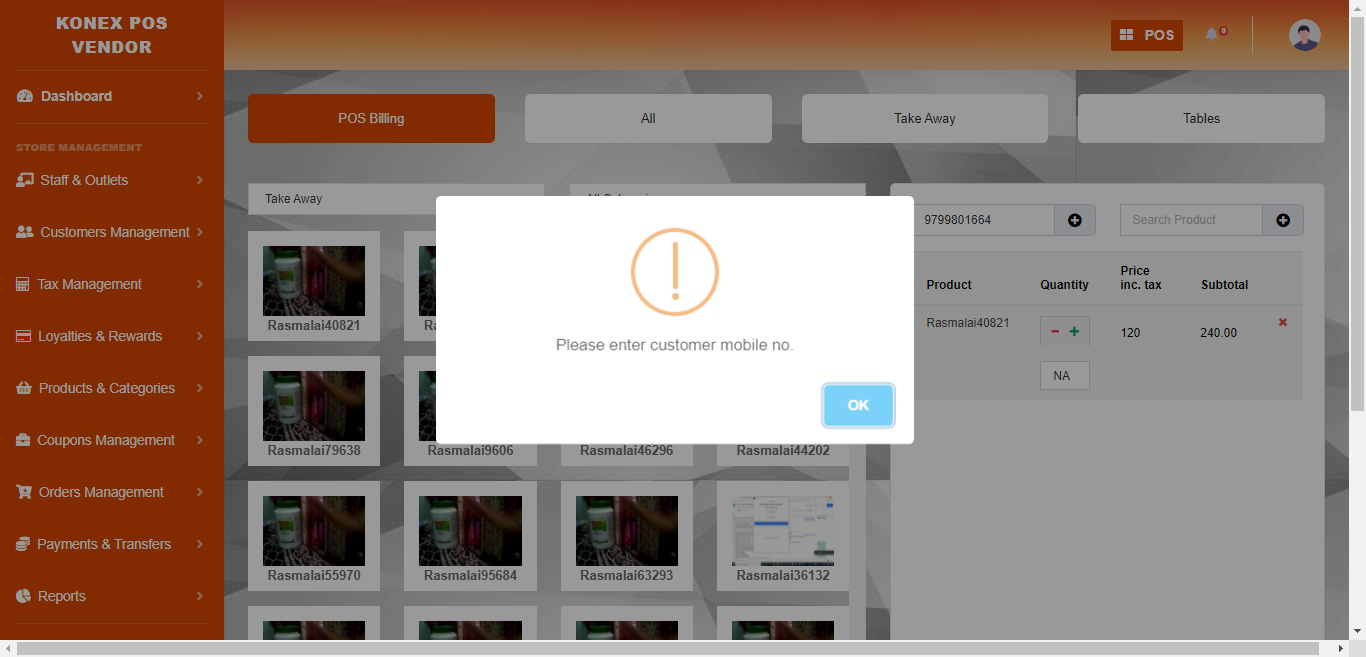 KONEX POS
VENDOR
POS
0
Dashboard
STORE MANAGEMENT
Staff & Outlets
Customers Management
Tax Management
Loyalties & Rewards
Products & Categories
Coupons Management
Orders Management
Payments & Transfers
Reports
POS Billing
All
Take Away
Tables
Take Away
Rasmalai40821
Rasmalai79638
Rasmalai9606
Rasmalai46296
Rasmalai44202
Rasmalai55970
Rasmalai95684
Rasmalai63293
Rasmalai36132
Please enter customer mobile no.
OK
9799801664
Search Product
Product
Quantity
Price
inc. tax
Subtotal
Rasmalai40821
120
240.00
NA